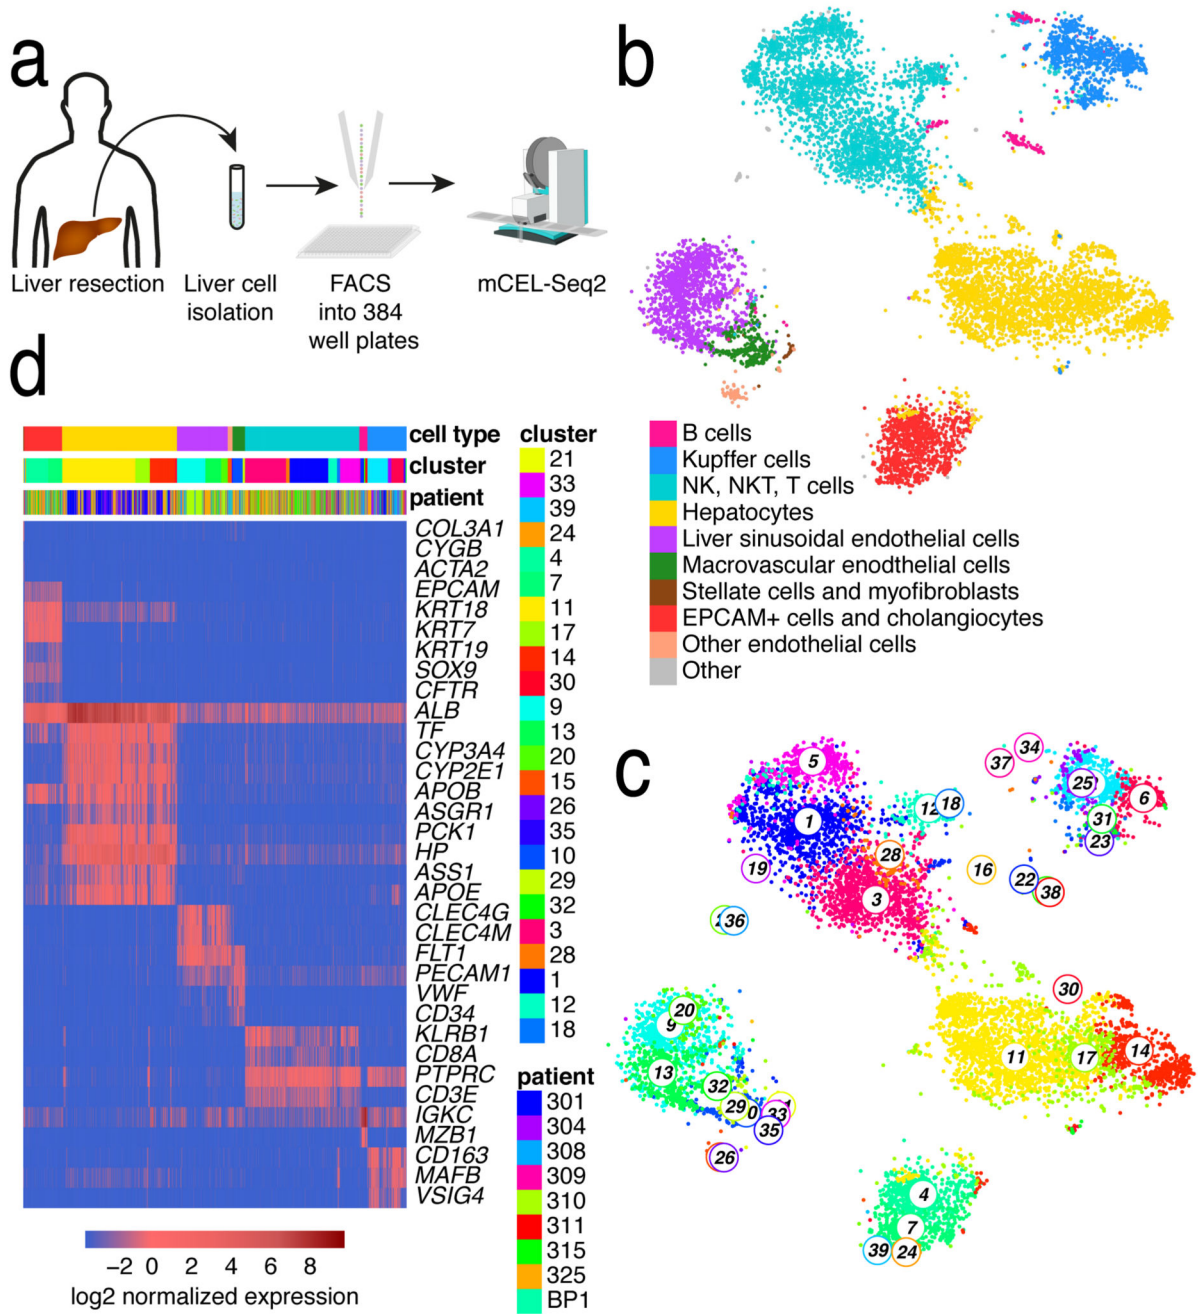 a
Liver resection
Liver cell
isolation
FACS
into 384
well plates
mCEL-Seq2
b
B cells
Kupffer cells
NK, NKT, T cells
Hepatocytes
Liver sinusoidal endothelial cells
Macrovascular enodthelial cells
Stellate cells and myofibroblasts
EPCAM+ cells and cholangiocytes
Other endothelial cells
Other
c
5
1
19
28
3
12
18
37
34
25
6
31
23
16
22
38
36
30
11
17
14
20
9
13
32
29
33
35
26
4
7
39
24
d
cell type
cluster
patient
COL3A1
CYGB
ACTA2
EPCAM
KRT18
KRT7
KRT19
SOX9
CFTR
ALB
TF
CYP3A4
CYP2E1
APOB
ASGR1
PCK1
HP
ASS1
APOE
CLEC4G
CLEC4M
FLT1
PECAM1
VWF
CD34
KLRB1
CD8A
PTPRC
CD3E
IGKC
MZB1
CD163
MAFB
VSIG4
−2 0 2 4 6 8
log2 normalized expression
cluster
21
33
39
24
4
7
11
17
14
30
9
13
20
15
26
35
10
29
32
3
28
1
12
18
patient
301
304
308
309
310
311
315
325
BP1